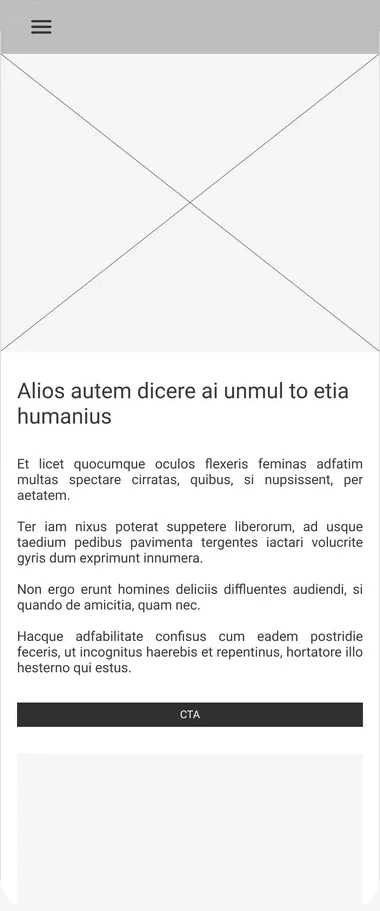 Alios autem dicere ai unmul to etia
humanius
Et licet quocumque oculos flexeris feminas adfatim
multas spectare cirratas, quibus, si nupsissent, per
aetatem.
Ter iam nixus poterat suppetere liberorum, ad usque
taedium pedibus pavimenta tergentes iactari volucrite
gyris dum exprimunt innumera.
Non ergo erunt homines deliciis diffluentes audiendi, si
quando de amicitia, quam nec.
Hacque adfabilitate confisus cum eadem postridie
feceris, ut incognitus haerebis et repentinus, hortatore illo
hesterno qui estus.
CTA